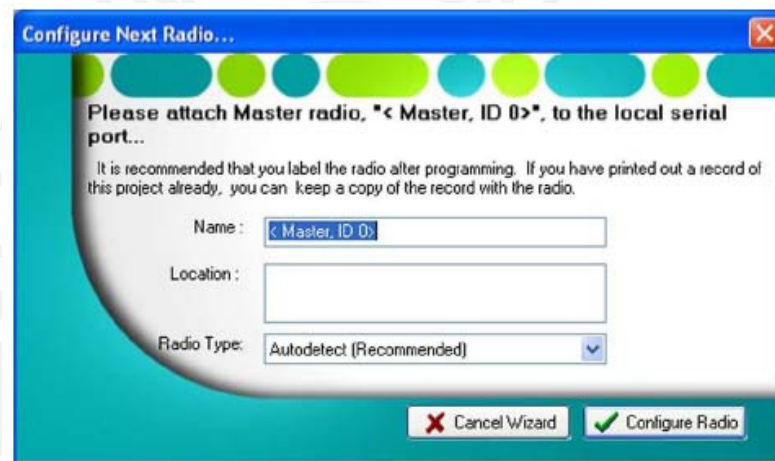 Configure Next Radio...
Please attach Master radio, "< Master, ID 0>", to the local serial
port...
It is recommended that you label the radio after programming. If you have printed out a record of
this project already, you can keep a copy of the record with the radio.
Name :
< Master, ID 0>
Location :
Radio Type:
Autodetect (Recommended)
Cancel Wizard
Configure Radio